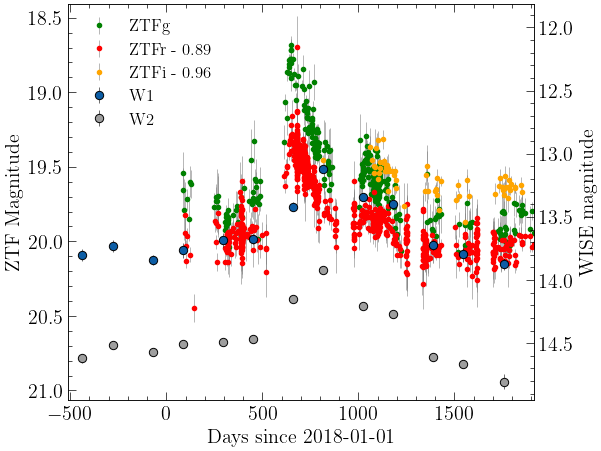 18.5
19.0
19.5
20.0
20.5
21.0
ZTF Magnitude
ZTFg
ZTFr - 0.89
ZTFi - 0.96
W1
W2
12.0
12.5
13.0
13.5
14.0
14.5
WISE magnitude
−500
0
500
1000
1500
Days since 2018-01-01